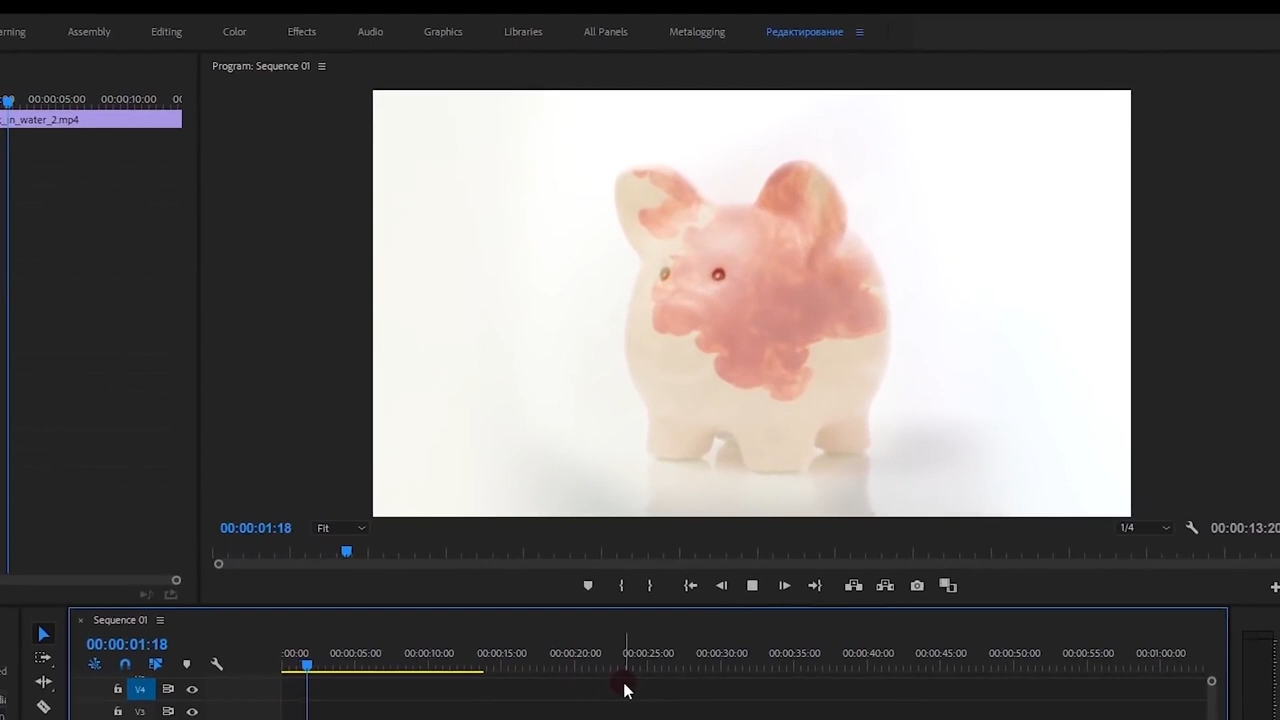 Assembly Editing Color Effects Audio Graphics Libraries All Panels Metalogging Редактирование
Program: Sequence 01
00:00:05:00 00:00:10:00
_in_water_2.mp4
00:00:01:18 Fit 1/4 00:00:13:20
Sequence 01
00:00:01:18
:00:00 00:00:05:00 00:00:10:00 00:00:15:00 00:00:20:00 00:00:25:00 00:00:30:00 00:00:35:00 00:00:40:00 00:00:45:00 00:00:50:00 00:00:55:00 00:01:00:00
V4
V3